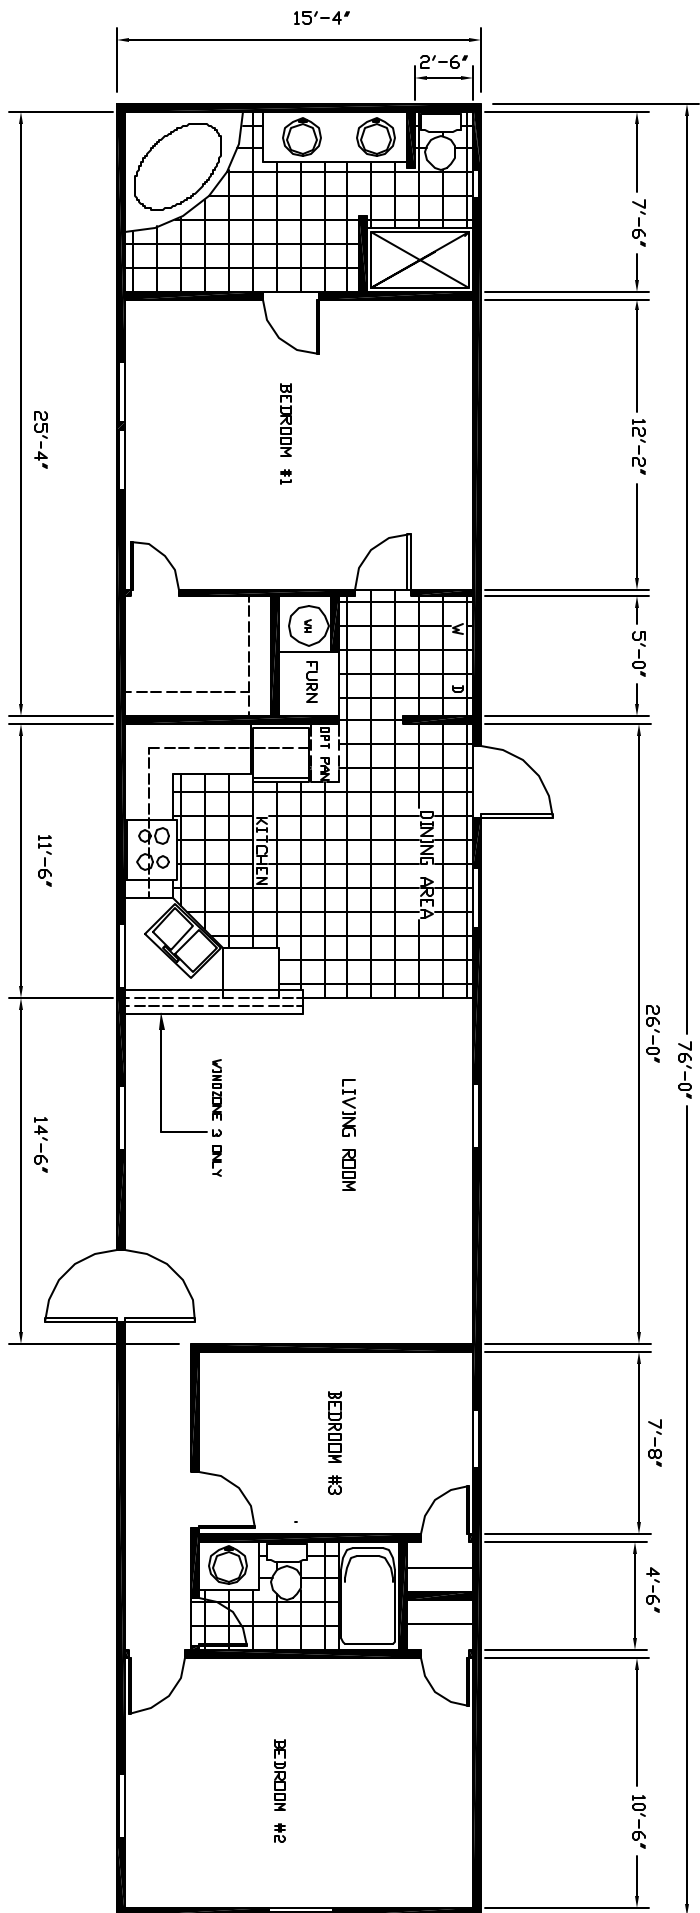 15'-4"
2'-6"
7'-6"
12'-2"
BEDROOM #1
25'-4"
5'-0"
W
D
WH
FURN
OPT PAN
KITCHEN
DINING AREA
11'-6"
26'-0"
76'-0"
WINDZONE 3 ONLY
LIVING ROOM
14'-6"
BEDROOM #3
7'-8"
4'-6"
BEDROOM #2
10'-6"